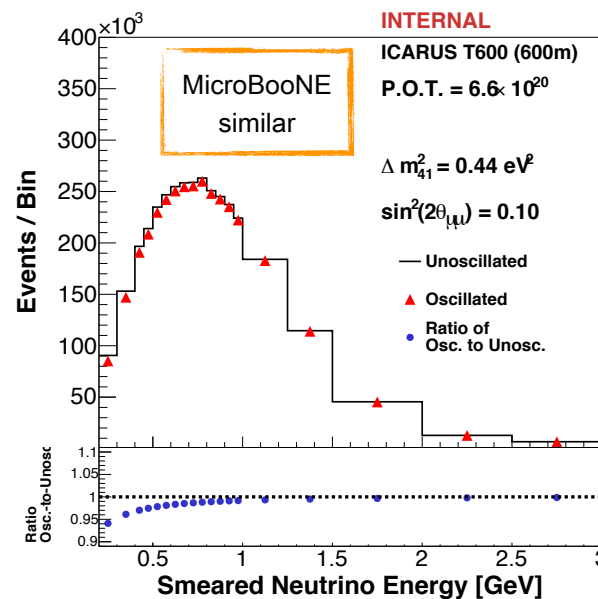 ×10³
INTERNAL
400
ICARUS T600 (600m)
MicroBooNE
similar
P.O.T. = 6.6× 10²⁰
350
300
Δ m²₄₁ = 0.44 eV²
250
sin²(2θ_μμ) = 0.10
200
Events / Bin
Unoscillated
150
Oscillated
Ratio of
Osc. to Unosc.
100
50
Ratio
Osc.-to-Unosc
1.1
1.05
1
0.95
0.9
0.5 1 1.5 2 2.5 3
Smeared Neutrino Energy [GeV]